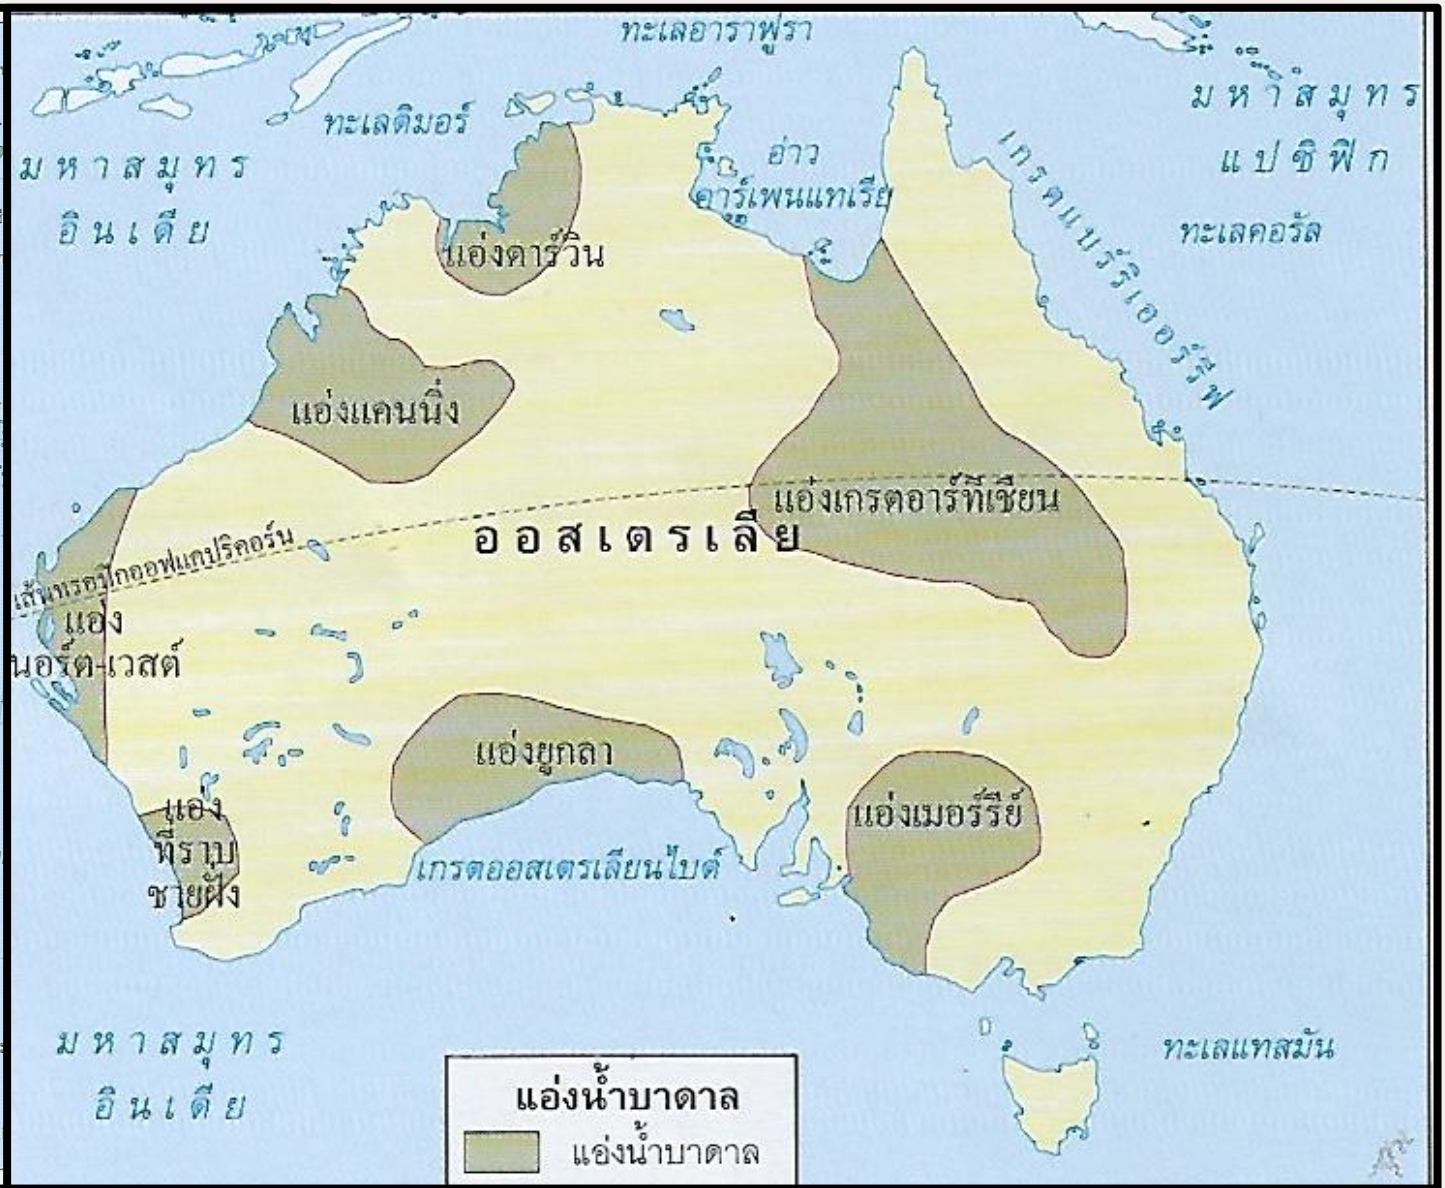 ทะเลอาราฟูรา
มหาสมุทร
แปซิฟิก
ทะเลติมอร์
มหาสมุทร
อินเดีย
อ่าว
คาร์เพนแทเรีย
เกรตแบร์ริเออร์รีฟ
ทะเลคอรัล
แอ่งดาร์วิน
แอ่งแคนนิ่ง
แอ่งเกรตอาร์ทีเชียน
ออสเตรเลีย
เส้นทรอปิกออฟแคปริคอร์น
แอ่ง
นอร์ต-เวสต์
แอ่งยูกลา
แอ่ง
ที่ราบ
ชายฝั่ง
แอ่งเมอร์รีย์
เกรตออสเตรเลียนไบต์
มหาสมุทร
อินเดีย
ทะเลแทสมัน
แอ่งน้ำบาดาล
แอ่งน้ำบาดาล